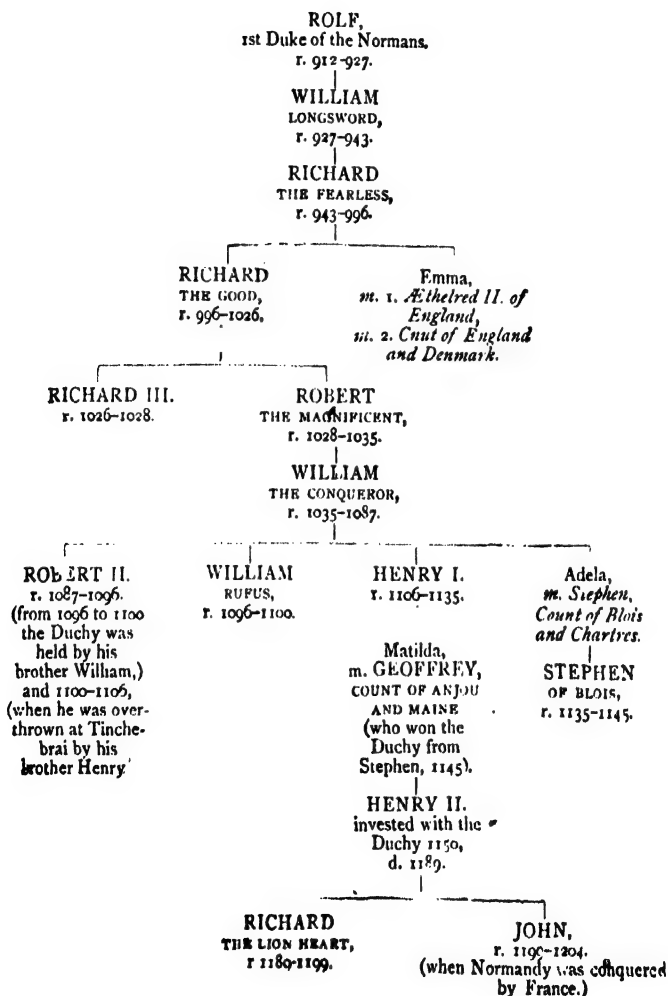 ROLF,
1st Duke of the Normans.
r. 912-927.
WILLIAM
LONGSWORD,
r. 927-943.
RICHARD
THE FEARLESS,
r. 943-996.
RICHARD
THE GOOD,
r. 996-1026.
Emma,
m. 1. Æthelred II. of
England,
m. 2. Cnut of England
and Denmark.
RICHARD III.
r. 1026-1028.
ROBERT
THE MAGNIFICENT,
r. 1028-1035.
WILLIAM
THE CONQUEROR,
r. 1035-1087.
ROBERT II.
r. 1087-1096.
(from 1096 to 1100
the Duchy was
held by his
brother William,)
and 1100-1106,
(when he was over-
thrown at Tinche-
brai by his
brother Henry.
WILLIAM
RUFUS,
r. 1096-1100.
HENRY I.
r. 1106-1135.
Matilda,
m. GEOFFREY,
COUNT OF ANJOU
AND MAINE
(who won the
Duchy from
Stephen, 1145).
HENRY II.
invested with the
Duchy 1150,
d. 1189.
Adela,
m. Stephen,
Count of Blois
and Chartres.
STEPHEN
OF BLOIS,
r. 1135-1145.
RICHARD
THE LION HEART,
r 1189-1199.
JOHN,
r. 1199-1204.
(when Normandy was conquered
by France.)